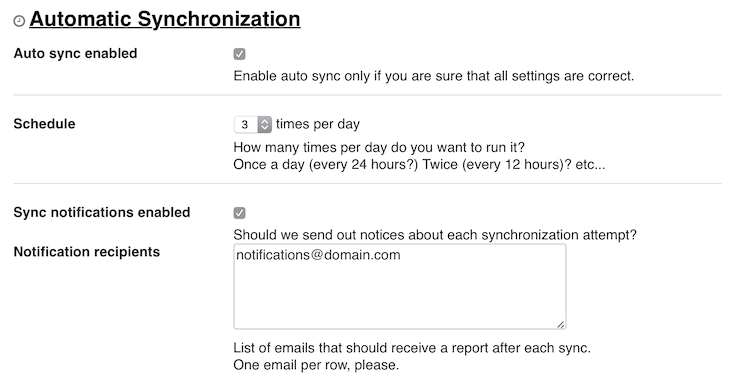 Automatic Synchronization
Auto sync enabled
Enable auto sync only if you are sure that all settings are correct.
Schedule
3 times per day
How many times per day do you want to run it?
Once a day (every 24 hours?) Twice (every 12 hours)? etc...
Sync notifications enabled
Should we send out notices about each synchronization attempt?
Notification recipients
notifications@domain.com
List of emails that should receive a report after each sync.
One email per row, please.